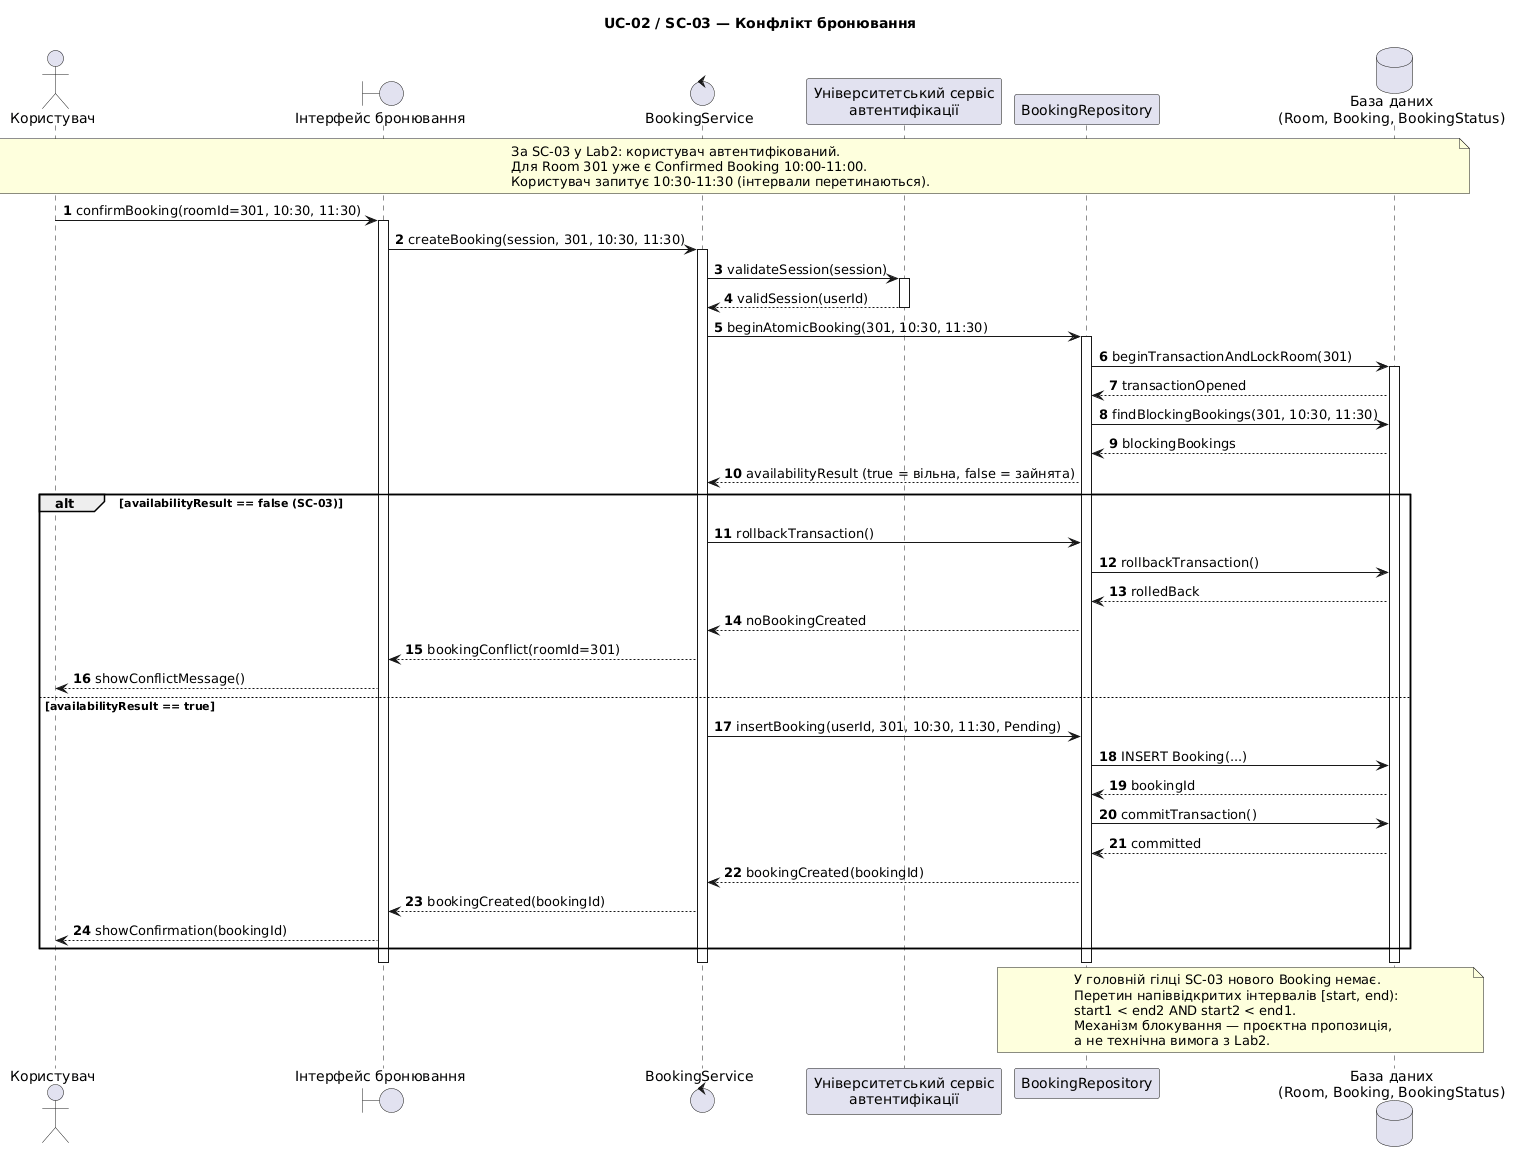 UC-02 / SC-03 — Конфлікт бронювання
Користувач
Інтерфейс бронювання
BookingService
Університетський сервіс
автентифікації
BookingRepository
База даних
(Room, Booking, BookingStatus)
За SC-03 у Lab2: користувач автентифікований.
Для Room 301 уже є Confirmed Booking 10:00-11:00.
Користувач запитує 10:30-11:30 (інтервали перетинаються).
1 confirmBooking(roomId=301, 10:30, 11:30)
2 createBooking(session, 301, 10:30, 11:30)
3 validateSession(session)
4 validSession(userId)
5 beginAtomicBooking(301, 10:30, 11:30)
6 beginTransactionAndLockRoom(301)
7 transactionOpened
8 findBlockingBookings(301, 10:30, 11:30)
9 blockingBookings
10 availabilityResult (true = вільна, false = зайнята)
alt [availabilityResult == false (SC-03)]
11 rollbackTransaction()
12 rollbackTransaction()
13 rolledBack
14 noBookingCreated
15 bookingConflict(roomId=301)
16 showConflictMessage()
[availabilityResult == true]
17 insertBooking(userId, 301, 10:30, 11:30, Pending)
18 INSERT Booking(...)
19 bookingId
20 commitTransaction()
21 committed
22 bookingCreated(bookingId)
23 bookingCreated(bookingId)
24 showConfirmation(bookingId)
У головній гілці SC-03 нового Booking немає.
Перетин напіввідкритих інтервалів [start, end):
start1 < end2 AND start2 < end1.
Механізм блокування — проєктна пропозиція,
а не технічна вимога з Lab2.
Користувач
Інтерфейс бронювання
BookingService
Університетський сервіс
автентифікації
BookingRepository
База даних
(Room, Booking, BookingStatus)